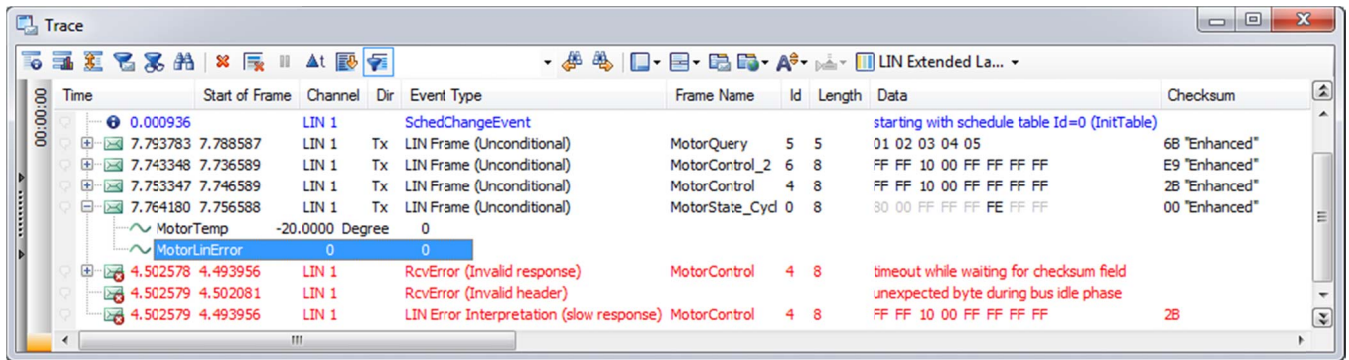 Trace
LIN Extended La...
00:00:00
Time Start of Frame Channel Dir Event Type Frame Name Id Length Data Checksum
0.000936 LIN 1 SchedChangeEvent starting with schedule table Id=0 (InitTable)
7.793783 7.788587 LIN 1 Tx LIN Frame (Unconditional) MotorQuery 5 5 01 02 03 04 05 6B "Enhanced"
7.743348 7.736589 LIN 1 Tx LIN Frame (Unconditional) MotorControl_2 6 8 FF FF 10 00 FF FF FF FF E9 "Enhanced"
7.753347 7.746589 LIN 1 Tx LIN Frame (Unconditional) MotorControl 4 8 FF FF 10 00 FF FF FF FF 2B "Enhanced"
7.764180 7.756588 LIN 1 Tx LIN Frame (Unconditional) MotorState_Cycl 0 8 80 00 FF FF FF FE FF FF 00 "Enhanced"
MotorTemp -20.0000 Degree 0
MotorLinError 0 0
4.502578 4.493956 LIN 1 RcvError (Invalid response) MotorControl 4 8 timeout while waiting for checksum field
4.502579 4.502081 LIN 1 RcvError (Invalid header) unexpected byte during bus idle phase
4.502579 4.493956 LIN 1 LIN Error Interpretation (slow response) MotorControl 4 8 FF FF 10 00 FF FF FF FF 2B